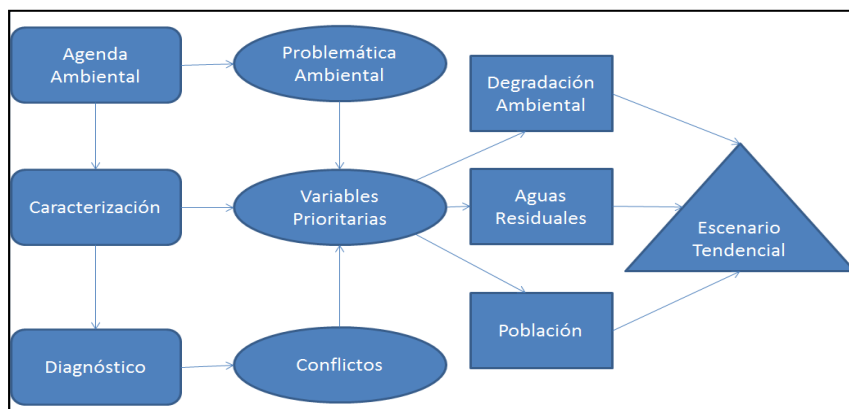 Agenda
Ambiental
Problemática
Ambiental
Degradación
Ambiental
Caracterización
Variables
Prioritarias
Aguas
Residuales
Escenario
Tendencial
Diagnóstico
Conflictos
Población